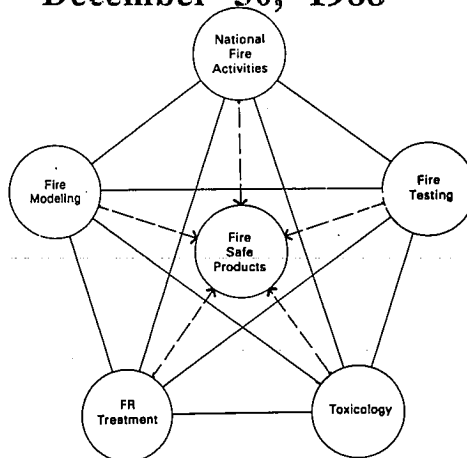 December 30, 1988
National
Fire
Activities
Fire
Modeling
Fire
Testing
Fire
Safe
Products
FR
Treatment
Toxicology